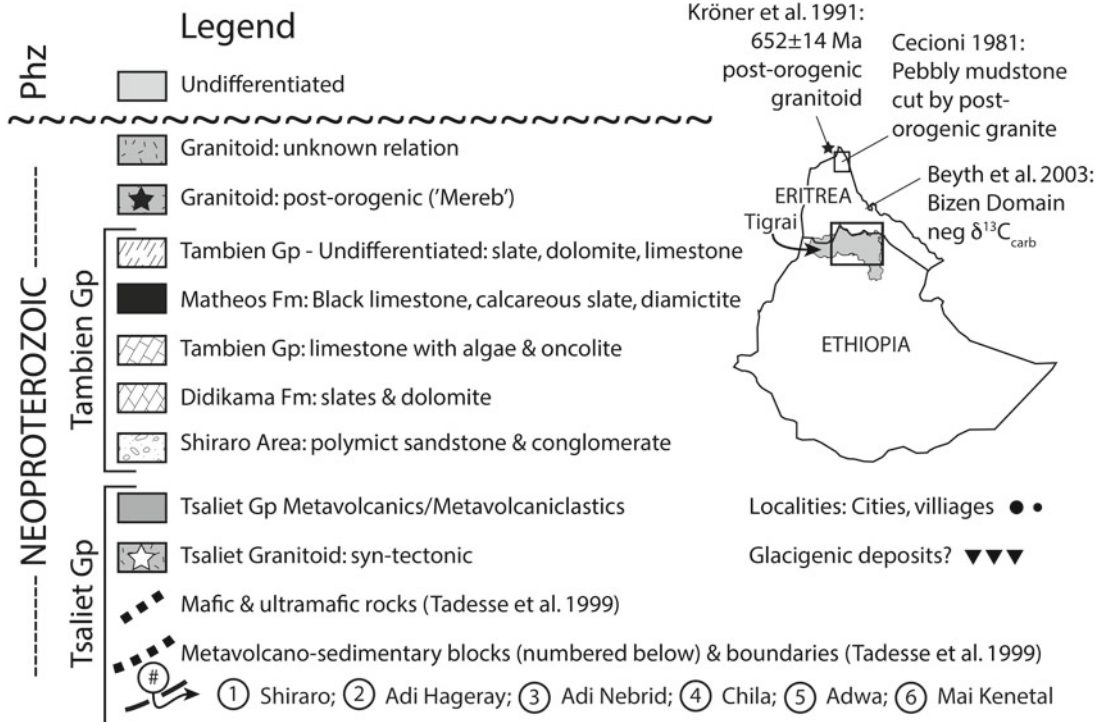 Legend
Phz
Undifferentiated
Granitoid: unknown relation
Granitoid: post-orogenic ('Mereb')
NEOPROTEROZOIC
Tambien Gp
Tambien Gp - Undifferentiated: slate, dolomite, limestone
Matheos Fm: Black limestone, calcareous slate, diamictite
Tambien Gp: limestone with algae & oncolite
Didikama Fm: slates & dolomite
Shiraro Area: polymict sandstone & conglomerate
Tsaliet Gp
Tsaliet Gp Metavolcanics/Metavolcaniclastics
Tsaliet Granitoid: syn-tectonic
Mafic & ultramafic rocks (Tadesse et al. 1999)
Metavolcano-sedimentary blocks (numbered below) & boundaries (Tadesse et al. 1999)
# 1 Shiraro; 2 Adi Hageray; 3 Adi Nebrid; 4 Chila; 5 Adwa; 6 Mai Kenetal
Kröner et al. 1991:
652±14 Ma
post-orogenic
granitoid
Cecioni 1981:
Pebbly mudstone
cut by post-
orogenic granite
Beyth et al. 2003:
Bizen Domain
neg δ¹³Ccarb
ERITREA
Tigrai
ETHIOPIA
Localities: Cities, villiages
Glacigenic deposits?